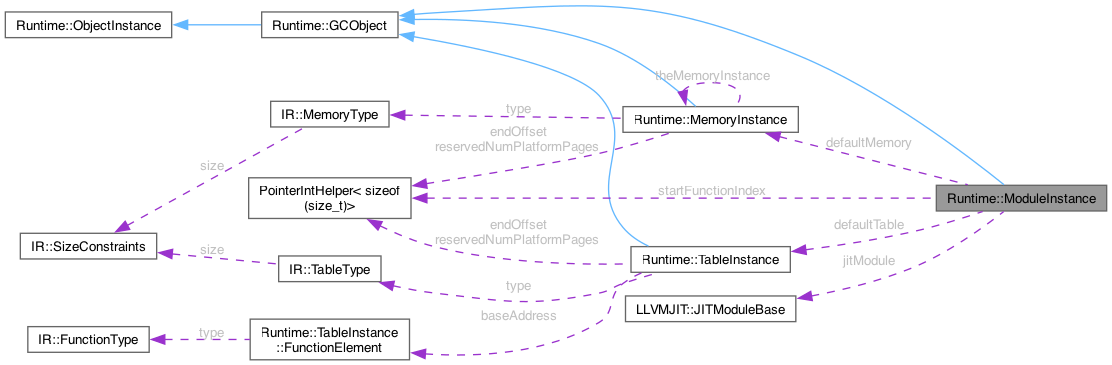 Runtime::ObjectInstance
Runtime::GCObject
theMemoryInstance
IR::MemoryType
type
Runtime::MemoryInstance
endOffset
reservedNumPlatformPages
defaultMemory
size
PointerIntHelper< sizeof
(size_t)>
startFunctionIndex
Runtime::ModuleInstance
endOffset
reservedNumPlatformPages
defaultTable
IR::SizeConstraints
size
IR::TableType
Runtime::TableInstance
jitModule
type
baseAddress
LLVMJIT::JITModuleBase
IR::FunctionType
type
Runtime::TableInstance
::FunctionElement